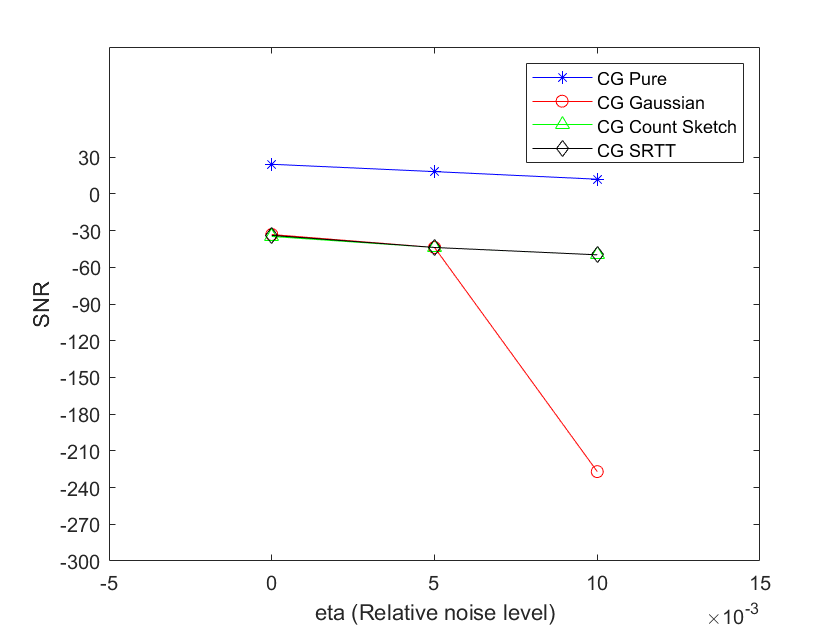 CG Pure
CG Gaussian
CG Count Sketch
CG SRTT
30
0
-30
-60
-90
-120
-150
-180
-210
-240
-270
-300
SNR
-5 0 5 10 15
eta (Relative noise level)
×10⁻³